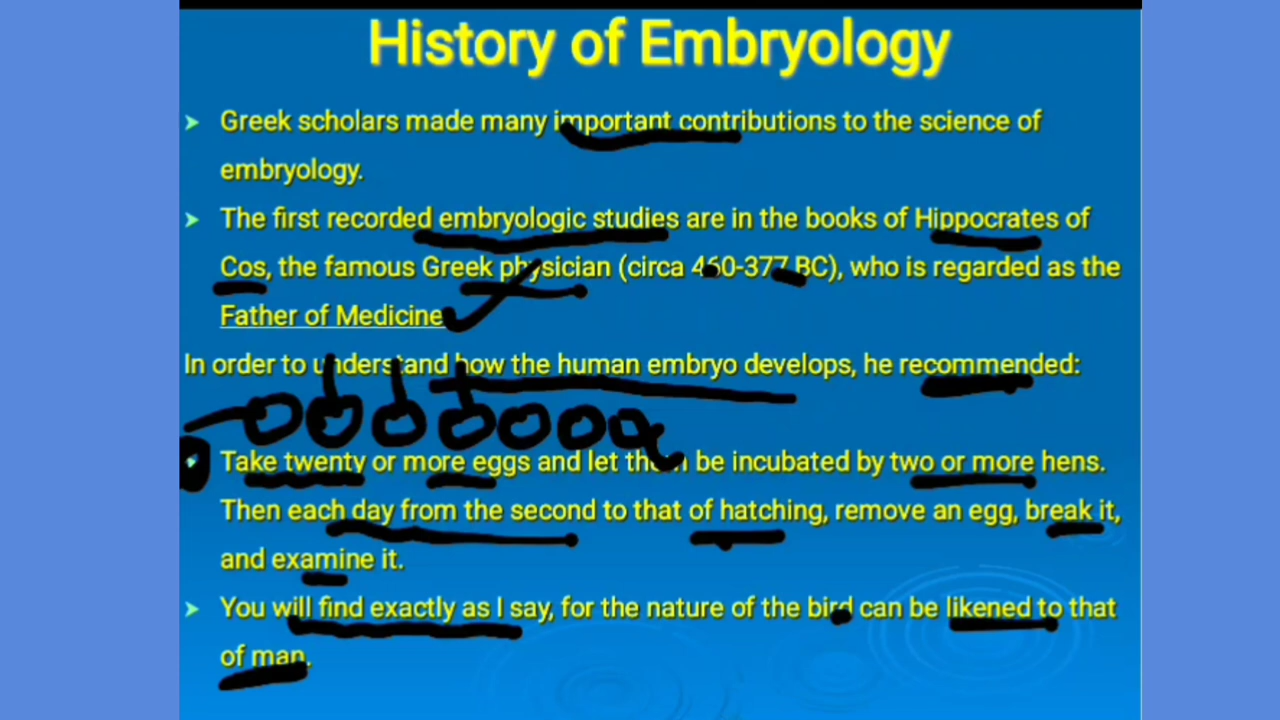 History of Embryology
Greek scholars made many important contributions to the science of
embryology.
The first recorded embryologic studies are in the books of Hippocrates of
Cos, the famous Greek physician (circa 460-377 BC), who is regarded as the
Father of Medicine
In order to understand how the human embryo develops, he recommended:
Take twenty or more eggs and let them be incubated by two or more hens.
Then each day from the second to that of hatching, remove an egg, break it,
and examine it.
You will find exactly as I say, for the nature of the bird can be likened to that
of man.